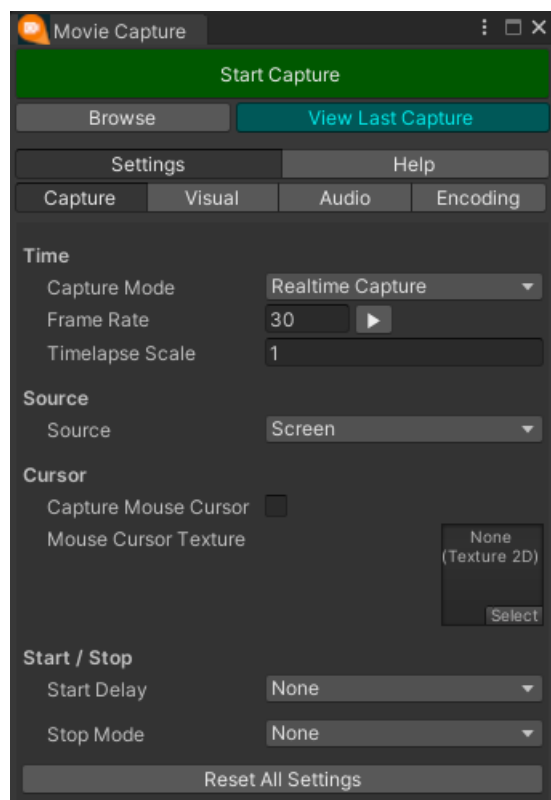 Movie Capture
Start Capture
Browse View Last Capture
Settings Help
Capture Visual Audio Encoding
Time
Capture Mode Realtime Capture
Frame Rate 30
Timelapse Scale 1
Source
Source Screen
Cursor
Capture Mouse Cursor
Mouse Cursor Texture None
(Texture 2D)
Select
Start / Stop
Start Delay None
Stop Mode None
Reset All Settings